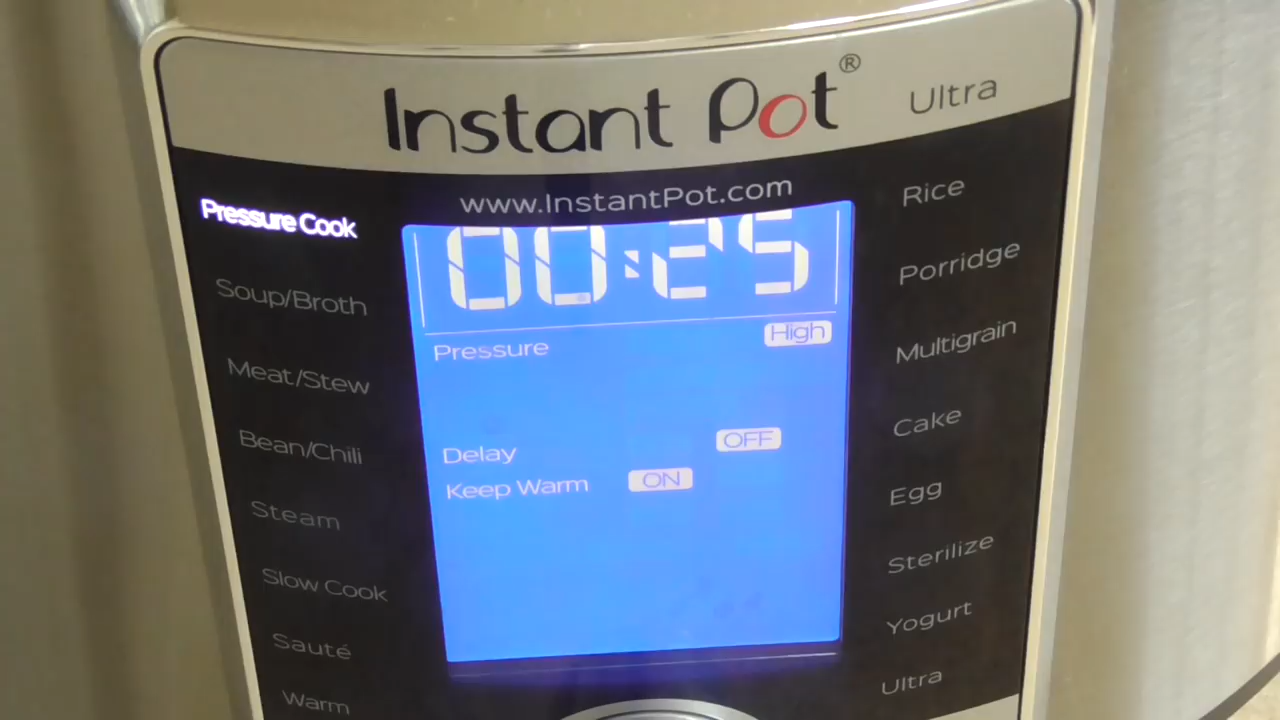 Instant Pot® Ultra
www.InstantPot.com
Pressure Cook
Soup/Broth
Meat/Stew
Bean/Chili
Steam
Slow Cook
Sauté
Warm
00:25
Pressure High
Delay OFF
Keep Warm ON
Rice
Porridge
Multigrain
Cake
Egg
Sterilize
Yogurt
Ultra